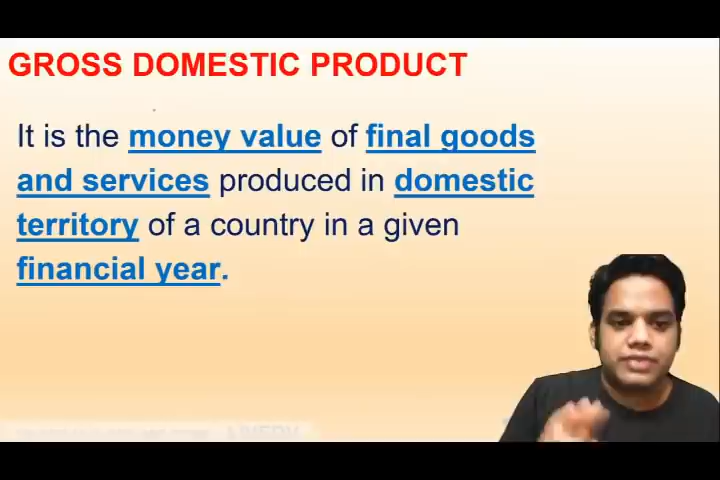 GROSS DOMESTIC PRODUCT
It is the money value of final goods
and services produced in domestic
territory of a country in a given
financial year.